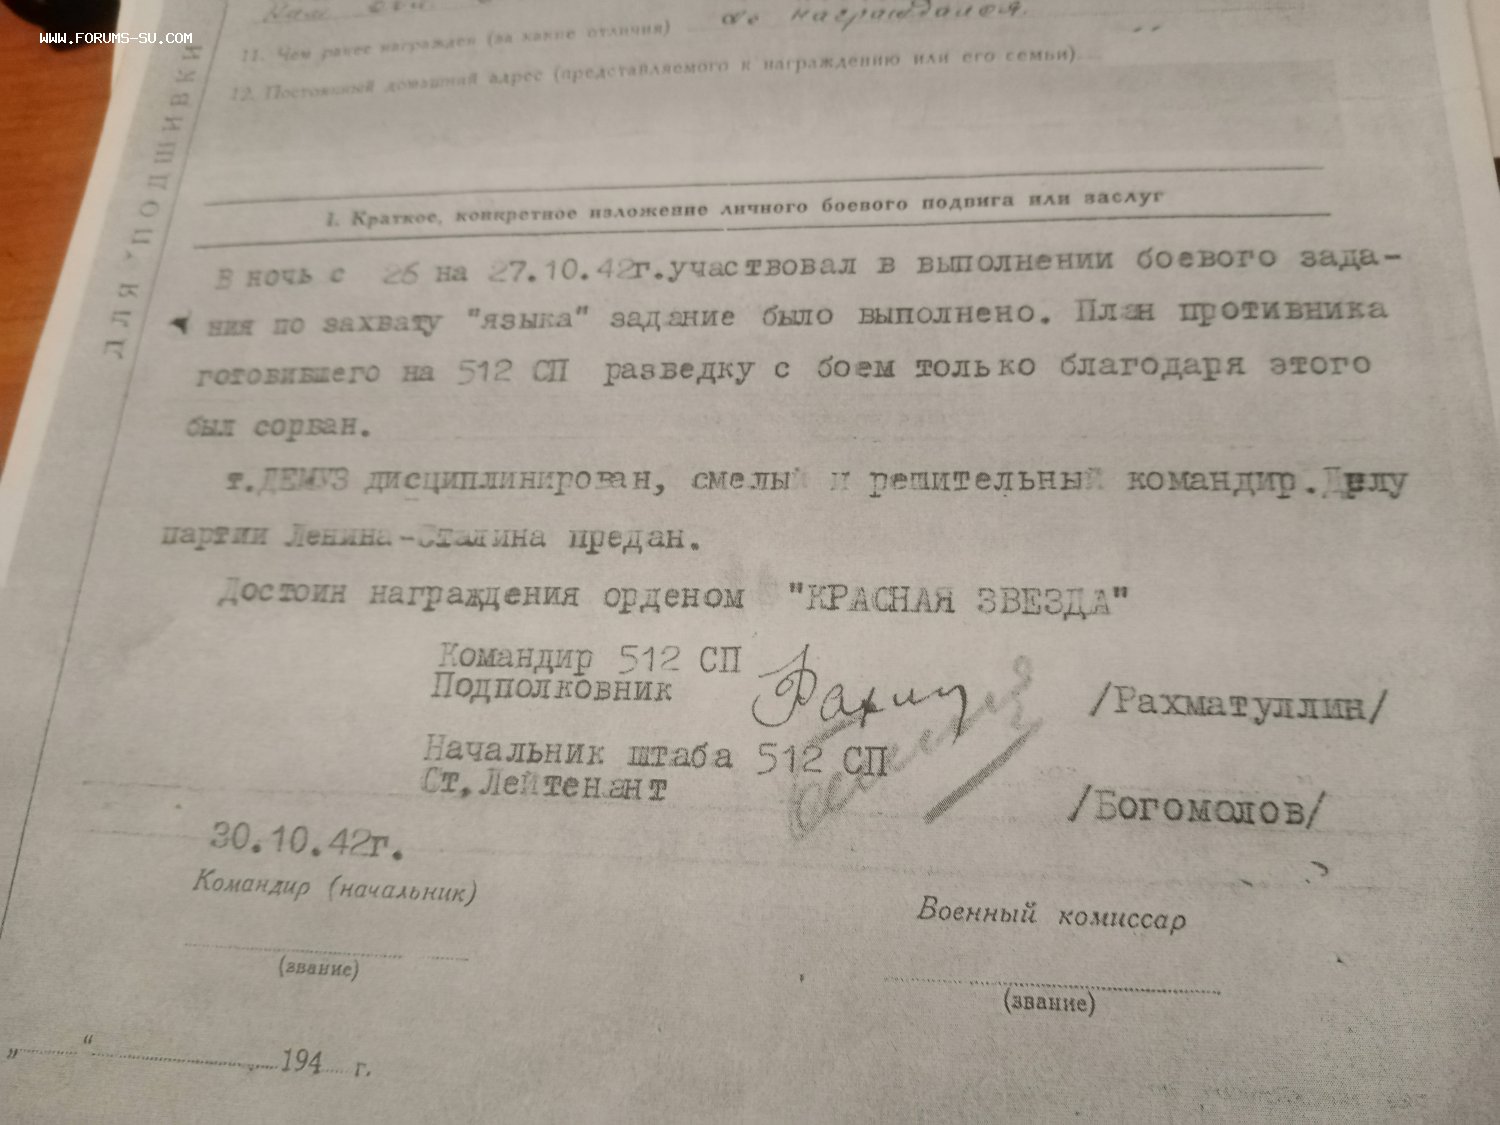 WWW.FORUMS-SU.COM
не награждался.
11. Чем ранее награжден (за какие отличия)
12. Постоянный домашний адрес (представляемого к награждению или его семьи)
ДЛЯ ПОДШИВКИ
I. Краткое, конкретное изложение личного боевого подвига или заслуг
В ночь с 26 на 27.10.42г.участвовал в выполнении боевого зада-
ния по захвату "языка" задание было выполнено. План противника
готовившего на 512 СП разведку с боем только благодаря этого
был сорван.
т.ДЕМУЗ дисциплинирован, смелый и решительный командир.Делу
партии Ленина-Сталина предан.
Достоин награждения орденом "КРАСНАЯ ЗВЕЗДА"
Командир 512 СП
Подполковник /Рахматуллин/
Начальник штаба 512 СП
Ст.Лейтенант /Богомолов/
30.10.42г.
Командир (начальник)
Военный комиссар
(звание)
(звание)
„ “ 194 г.